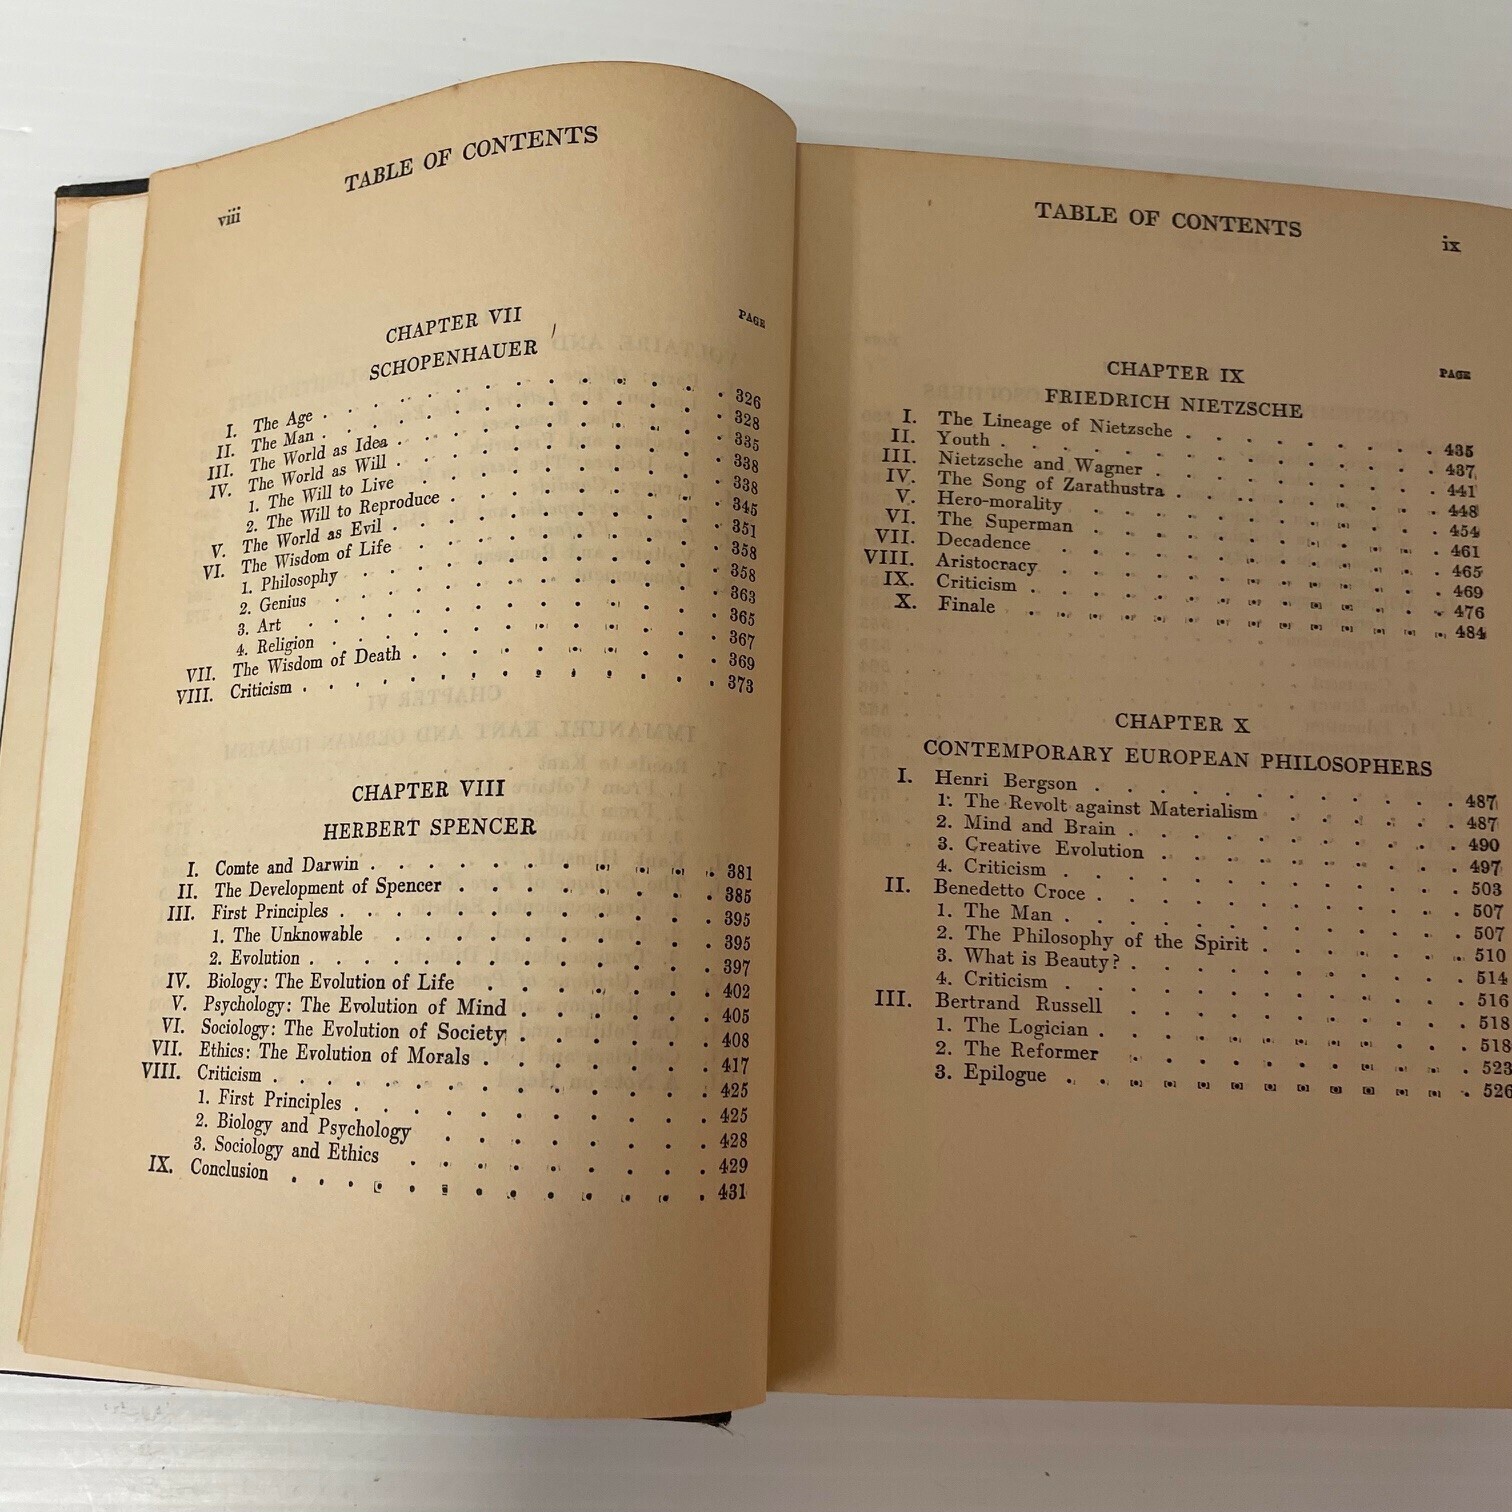 TABLE OF CONTENTS
viii
CHAPTER VII
SCHOPENHAUER
PAGE
I. The Age . . . . . . . . . . . . 326
II. The Man . . . . . . . . . . . . 328
III. The World as Idea . . . . . . . . . . 335
IV. The World as Will . . . . . . . . . . 338
1. The Will to Live . . . . . . . . . . 338
2. The Will to Reproduce . . . . . . . . . 345
V. The World as Evil . . . . . . . . . . 351
VI. The Wisdom of Life . . . . . . . . . . 358
1. Philosophy . . . . . . . . . . . 358
2. Genius . . . . . . . . . . . . 363
3. Art . . . . . . . . . . . . 365
4. Religion . . . . . . . . . . . . 367
VII. The Wisdom of Death . . . . . . . . . . 369
VIII. Criticism . . . . . . . . . . . . . 373
CHAPTER VIII
HERBERT SPENCER
I. Comte and Darwin . . . . . . . . . . . 381
II. The Development of Spencer . . . . . . . . 385
III. First Principles . . . . . . . . . . . . 395
1. The Unknowable . . . . . . . . . . 395
2. Evolution . . . . . . . . . . . . . 397
IV. Biology: The Evolution of Life . . . . . . . 402
V. Psychology: The Evolution of Mind . . . . . . 405
VI. Sociology: The Evolution of Society . . . . . . 408
VII. Ethics: The Evolution of Morals . . . . . . . 417
VIII. Criticism . . . . . . . . . . . . . . 425
1. First Principles . . . . . . . . . . . 425
2. Biology and Psychology . . . . . . . . . 428
3. Sociology and Ethics . . . . . . . . . . 429
IX. Conclusion . . . . . . . . . . . . . 431
TABLE OF CONTENTS
ix
CHAPTER IX
PAGE
FRIEDRICH NIETZSCHE
I. The Lineage of Nietzsche . . . . . . . . . 435
II. Youth . . . . . . . . . . . . . . 437
III. Nietzsche and Wagner . . . . . . . . . . 441
IV. The Song of Zarathustra . . . . . . . . . 448
V. Hero-morality . . . . . . . . . . . . 454
VI. The Superman . . . . . . . . . . . . 461
VII. Decadence . . . . . . . . . . . . . 465
VIII. Aristocracy . . . . . . . . . . . . . 469
IX. Criticism . . . . . . . . . . . . . . 476
X. Finale . . . . . . . . . . . . . . 484
CHAPTER X
CONTEMPORARY EUROPEAN PHILOSOPHERS
I. Henri Bergson . . . . . . . . . . . . 487
1. The Revolt against Materialism . . . . . . 487
2. Mind and Brain . . . . . . . . . . . 490
3. Creative Evolution . . . . . . . . . . 497
4. Criticism . . . . . . . . . . . . . 503
II. Benedetto Croce . . . . . . . . . . . . 507
1. The Man . . . . . . . . . . . . . 507
2. The Philosophy of the Spirit . . . . . . . 510
3. What is Beauty? . . . . . . . . . . . 514
4. Criticism . . . . . . . . . . . . . 516
III. Bertrand Russell . . . . . . . . . . . . 518
1. The Logician . . . . . . . . . . . . 518
2. The Reformer . . . . . . . . . . . . 523
3. Epilogue . . . . . . . . . . . . . 526